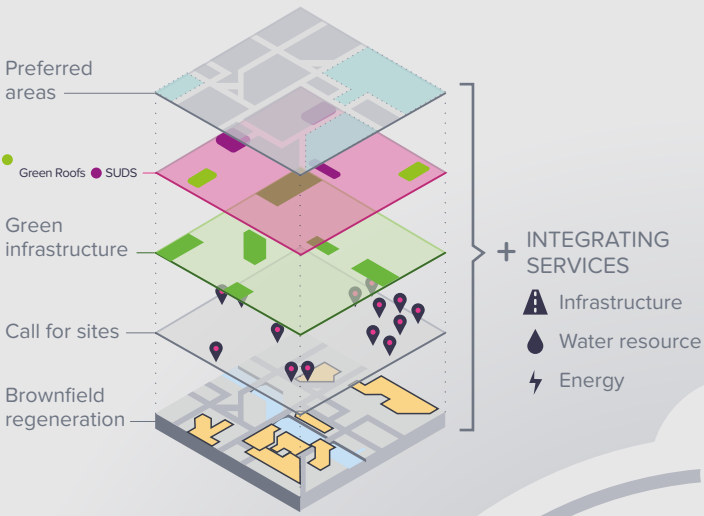 Preferred
areas
Green Roofs SUDS
Green
infrastructure
Call for sites
Brownfield
regeneration
+ INTEGRATING
SERVICES
Infrastructure
Water resource
Energy